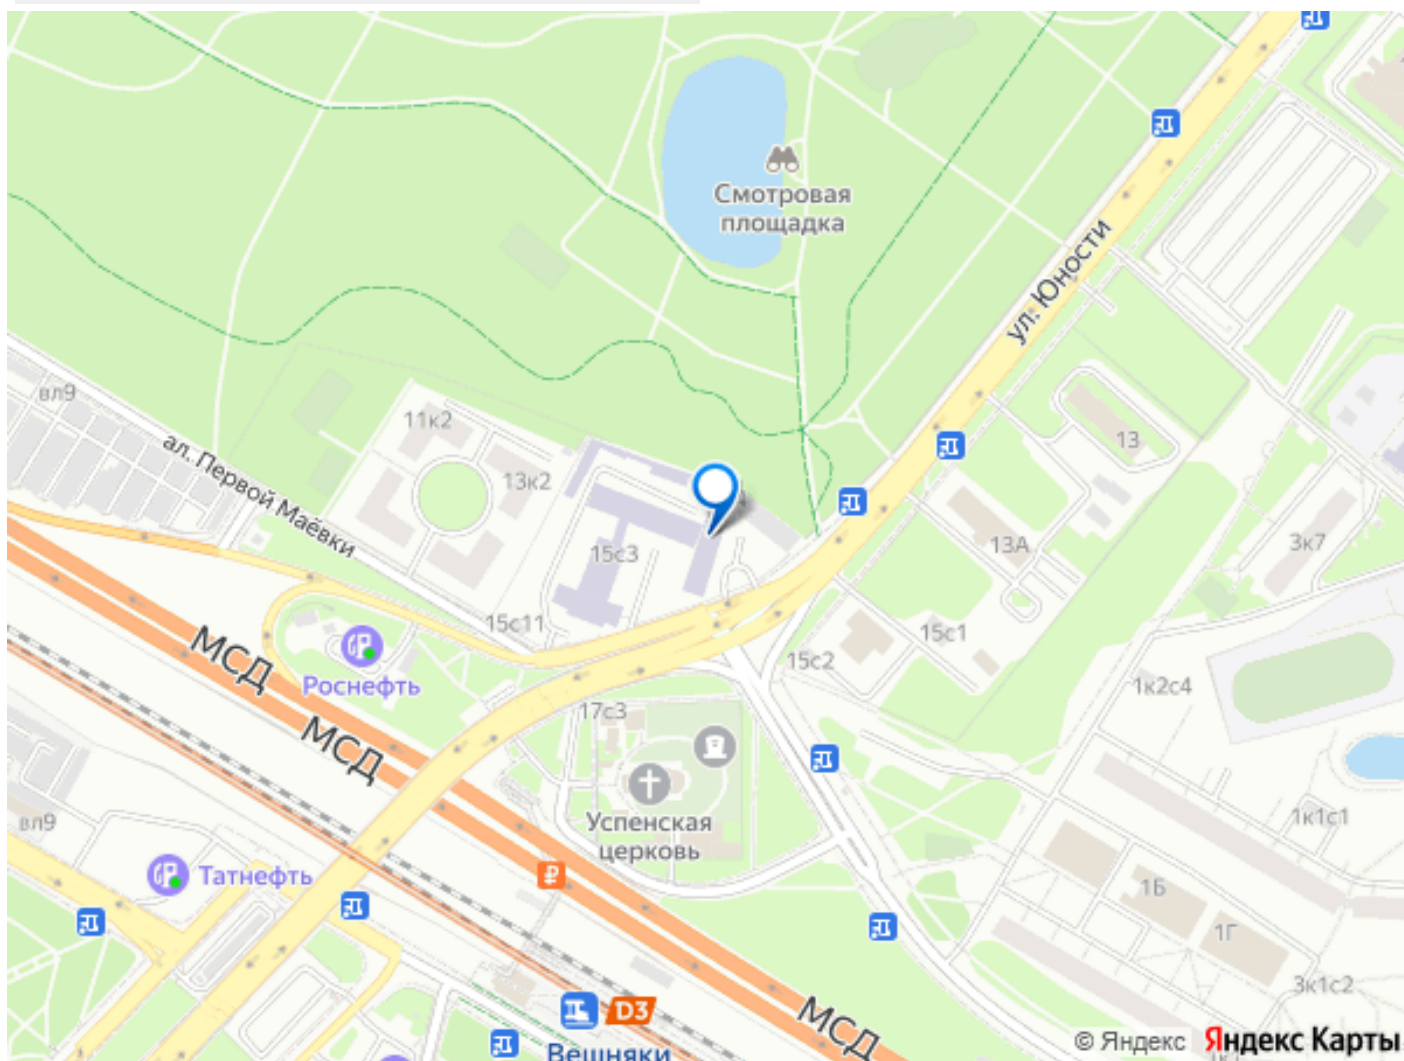 Смотровая
площадка
ул. Юности
вл9
ал. Первой Маёвки
11к2
13к2
13
13А
3к7
15с3
15с11
15с1
15с2
1к2с4
МСД
Роснефть
МСД
17с3
Успенская
церковь
1к1с1
вл9
Татнефть
1Б
1Г
3к1с2
D3
МСД
Вешняки
© Яндекс
Яндекс Карты